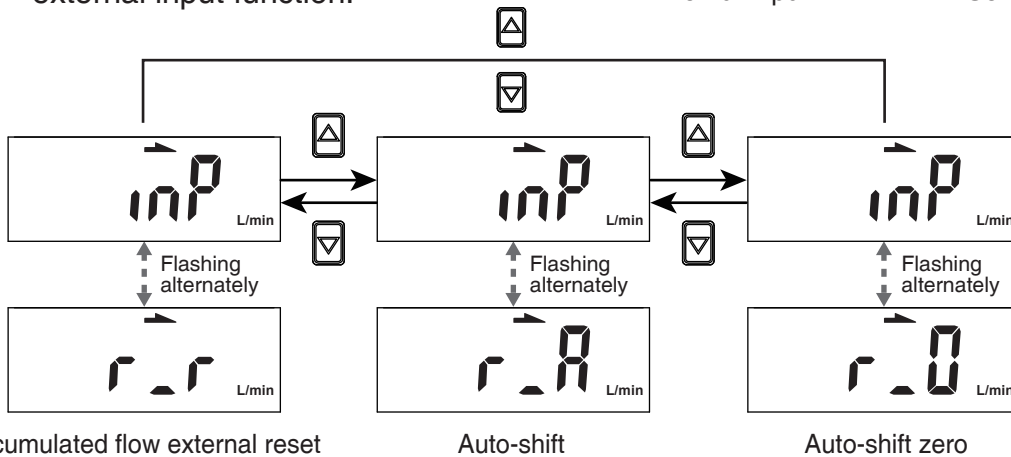 external input function.
inP L/min inP L/min inP L/min
Flashing alternately Flashing alternately Flashing alternately
r_r L/min r_A L/min r_0 L/min
cumulated flow external reset Auto-shift Auto-shift zero